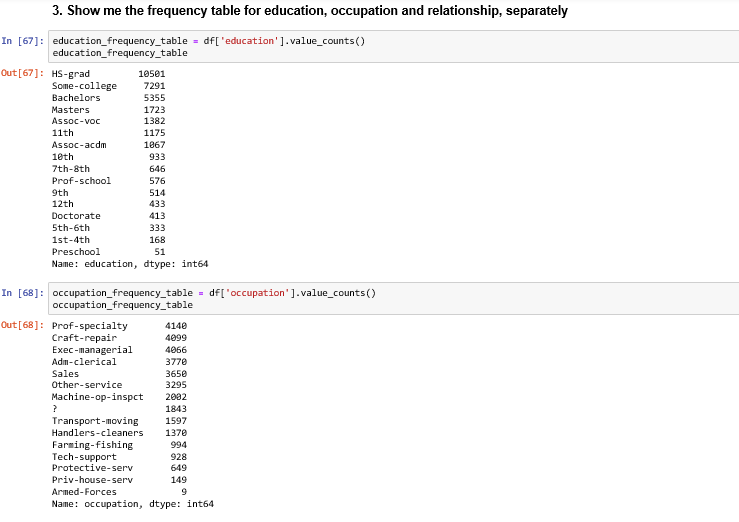 3. Show me the frequency table for education, occupation and relationship, separately
In [67]: education_frequency_table = df['education'].value_counts()
education_frequency_table
Out[67]: HS-grad 10501
Some-college 7291
Bachelors 5355
Masters 1723
Assoc-voc 1382
11th 1175
Assoc-acdm 1067
10th 933
7th-8th 646
Prof-school 576
9th 514
12th 433
Doctorate 413
5th-6th 333
1st-4th 168
Preschool 51
Name: education, dtype: int64
In [68]: occupation_frequency_table = df['occupation'].value_counts()
occupation_frequency_table
Out[68]: Prof-specialty 4140
Craft-repair 4099
Exec-managerial 4066
Adm-clerical 3770
Sales 3650
Other-service 3295
Machine-op-inspct 2002
? 1843
Transport-moving 1597
Handlers-cleaners 1370
Farming-fishing 994
Tech-support 928
Protective-serv 649
Priv-house-serv 149
Armed-Forces 9
Name: occupation, dtype: int64